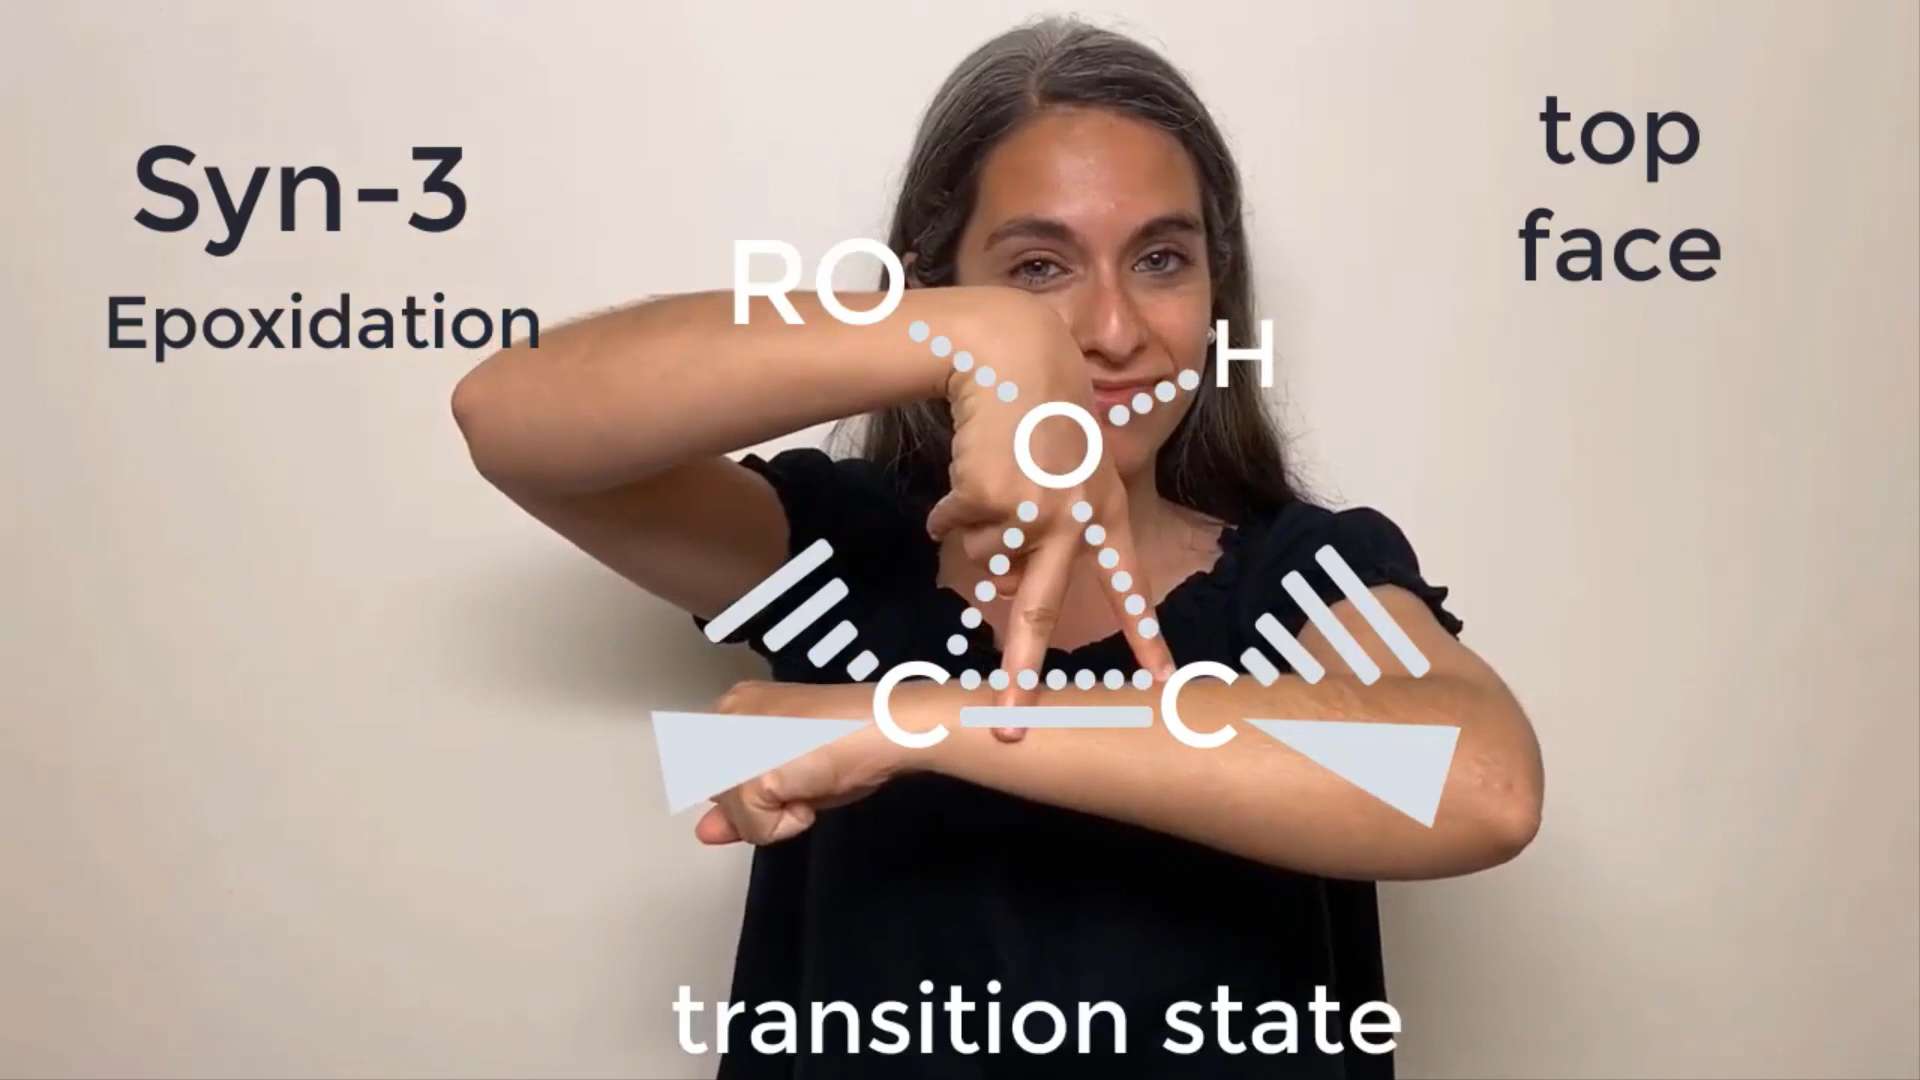 Syn-3
Epoxidation
top
face
RO
H
O
C C
transition state